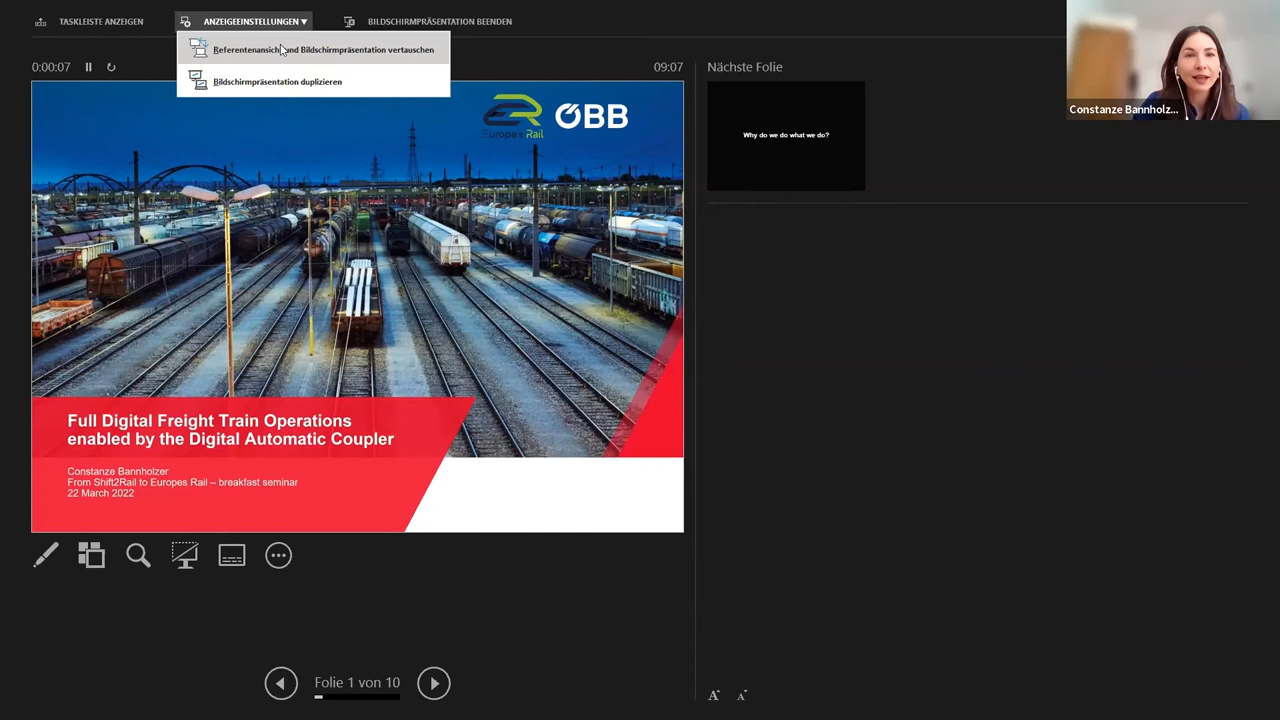 TASKLEISTE ANZEIGEN
ANZEIGEEINSTELLUNGEN ▼
BILDSCHIRMPRÄSENTATION BEENDEN
Referentenansicht und Bildschirmpräsentation vertauschen
Bildschirmpräsentation duplizieren
0:00:07
09:07
Nächste Folie
Constanze Bannholz...
Why do we do what we do?
Europe's Rail
ÖBB
Full Digital Freight Train Operations
enabled by the Digital Automatic Coupler
Constanze Bannholzer
From Shift2Rail to Europes Rail – breakfast seminar
22 March 2022
Folie 1 von 10